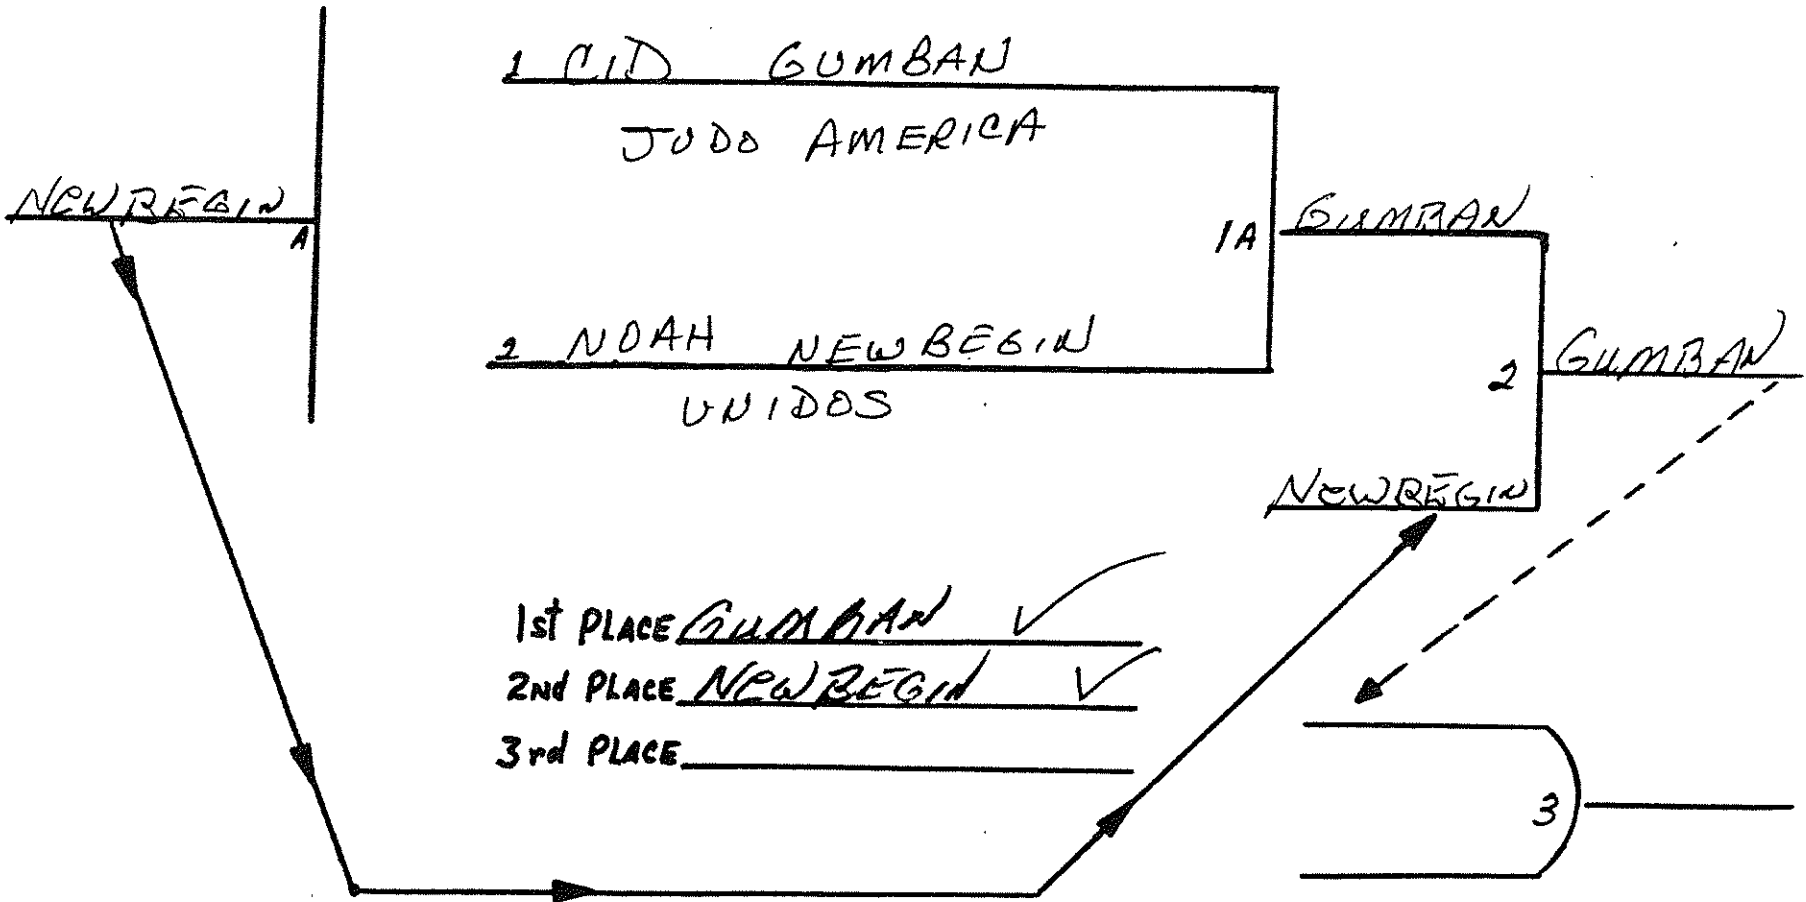 1 CID GUMBAN
JUDO AMERICA
NEWBEGIN
A
1A
GUMBAN
2 NOAH NEWBEGIN
UNIDOS
2
GUMBAN
NEWBEGIN
1st PLACE GUMBAN ✓
2nd PLACE NEWBEGIN ✓
3rd PLACE
3